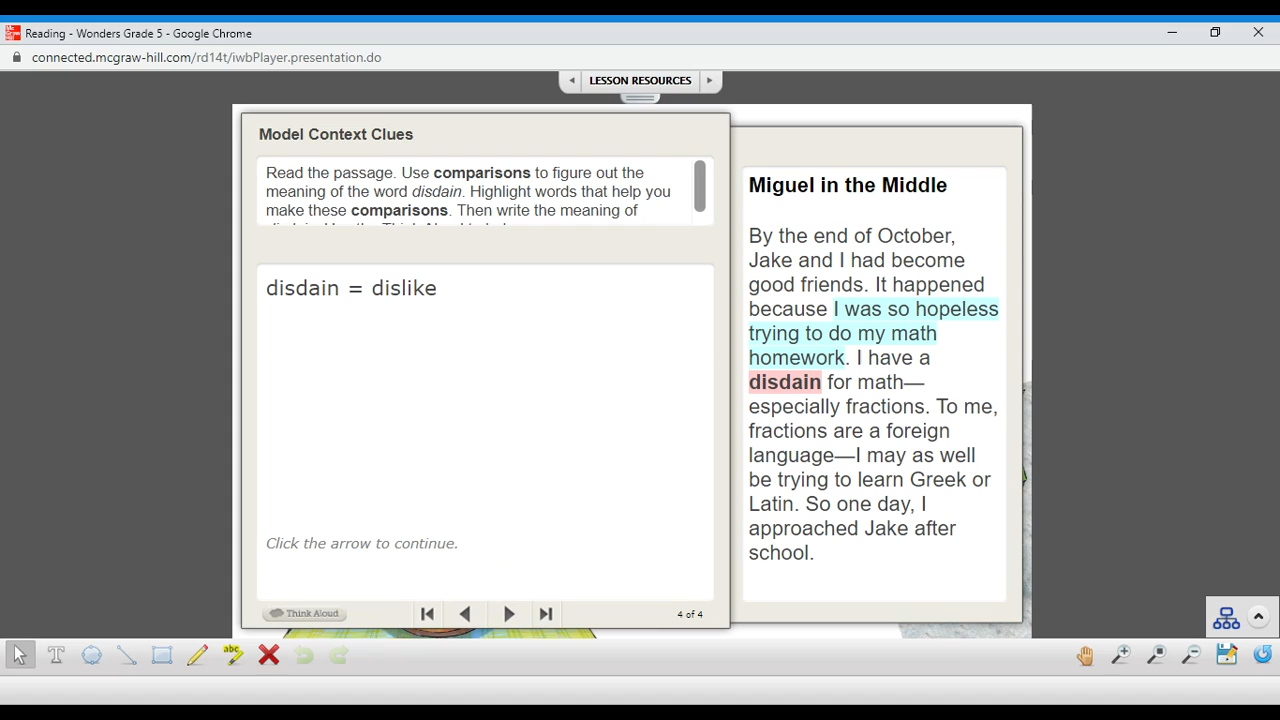 Reading - Wonders Grade 5 - Google Chrome
connected.mcgraw-hill.com/rd14t/iwbPlayer.presentation.do
LESSON RESOURCES
Model Context Clues
Read the passage. Use comparisons to figure out the
meaning of the word disdain. Highlight words that help you
make these comparisons. Then write the meaning of
disdain = dislike
Click the arrow to continue.
Think Aloud
4 of 4
Miguel in the Middle
By the end of October,
Jake and I had become
good friends. It happened
because I was so hopeless
trying to do my math
homework. I have a
disdain for math—
especially fractions. To me,
fractions are a foreign
language—I may as well
be trying to learn Greek or
Latin. So one day, I
approached Jake after
school.
T
abc